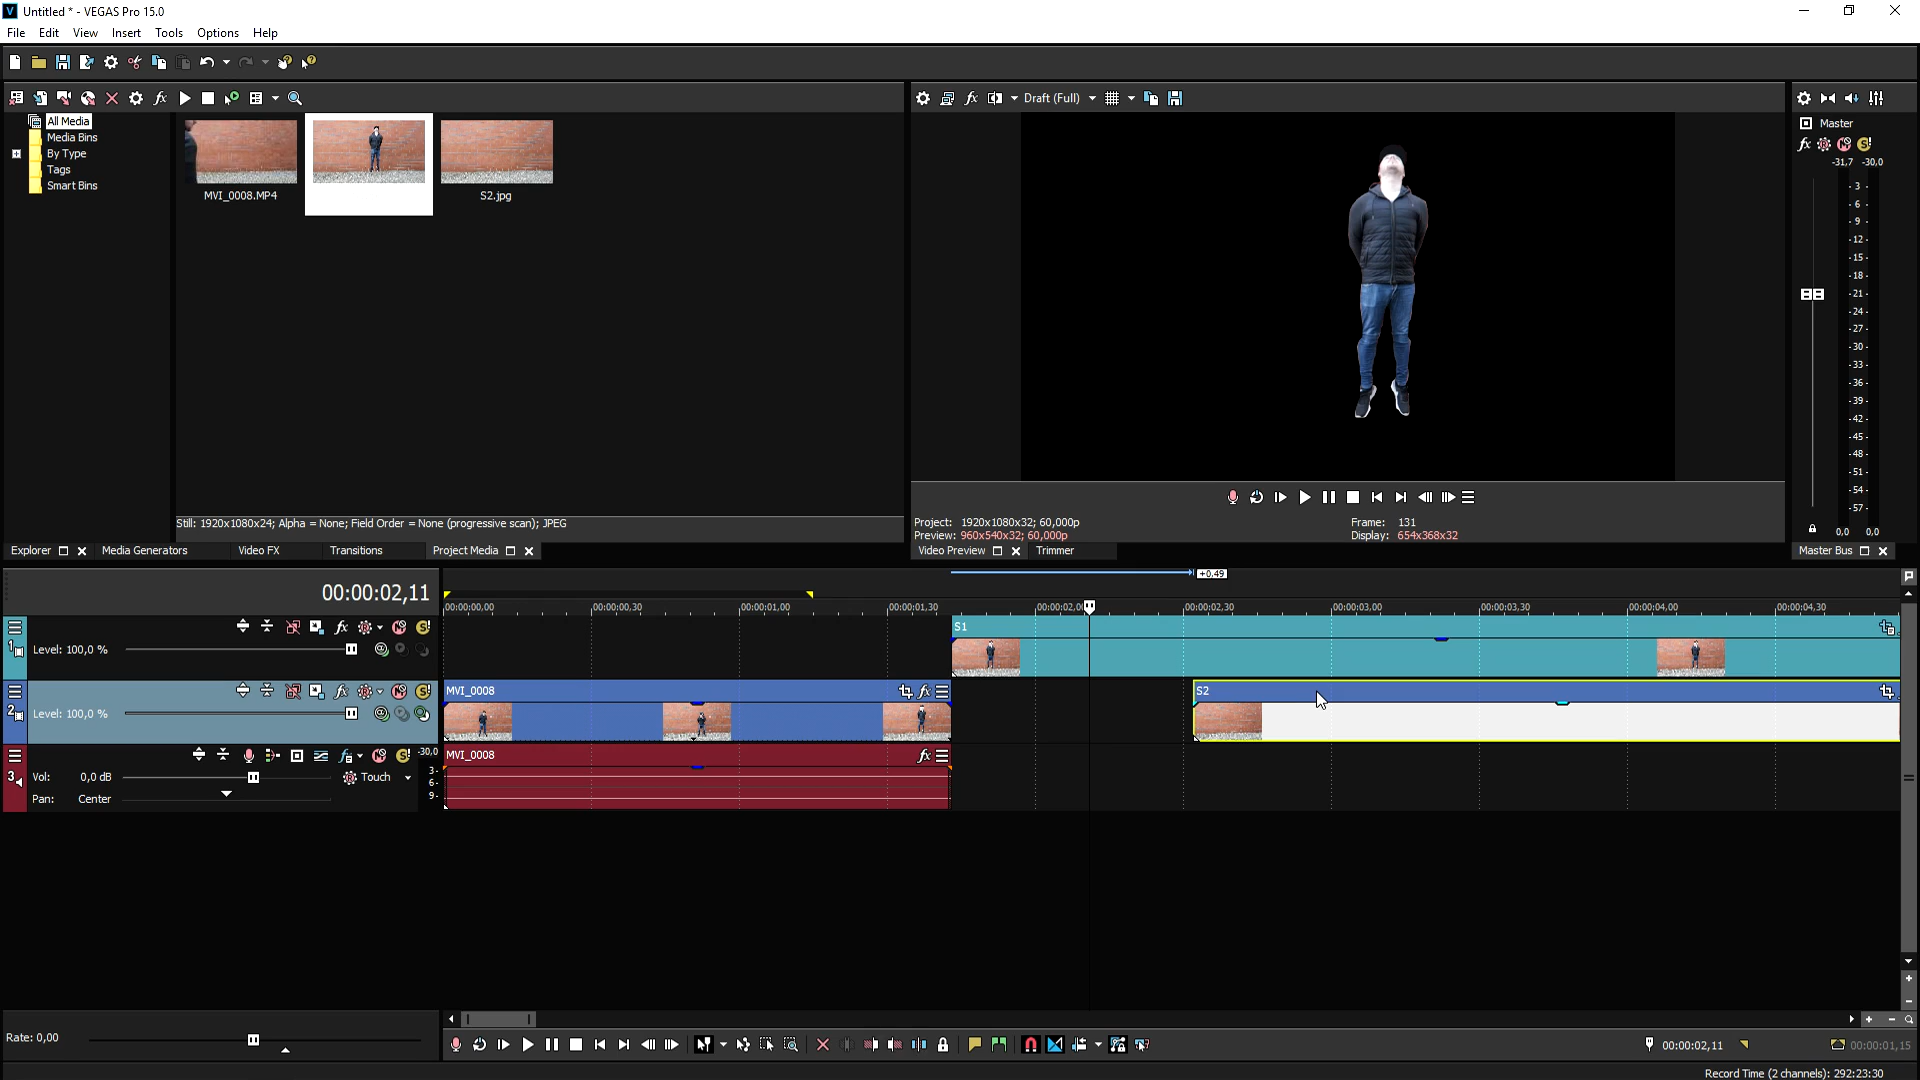 V Untitled * - VEGAS Pro 15.0
File Edit View Insert Tools Options Help
Draft (Full)
All Media
Media Bins
By Type
Tags
Smart Bins
MVI_0008.MP4
S2.jpg
Master
-31,7 -30,0
- 3 -
- 6 -
- 9 -
-12-
-15-
-18-
-21-
-24-
-27-
-30-
-33-
-36-
-39-
-42-
-45-
-48-
-51-
-54-
-57-
0,0 0,0
Still: 1920x1080x24; Alpha = None; Field Order = None (progressive scan); JPEG
Project: 1920x1080x32; 60,000p
Preview: 960x540x32; 60,000p
Frame: 131
Display: 654x368x32
Explorer Media Generators Video FX Transitions Project Media
Video Preview Trimmer
Master Bus
00:00:02,11
+0.49
00:00:00,00 00:00:00,30 00:00:01,00 00:00:01,30 00:00:02,0 00:00:02,30 00:00:03,00 00:00:03,30 00:00:04,00 00:00:04,30
1
Level: 100,0 %
S1
2
Level: 100,0 %
MVI_0008
S2
3
Vol: 0,0 dB
Touch
Pan: Center
-30,0
3-
6-
9-
MVI_0008
Rate: 0,00
00:00:02,11
00:00:01,15
Record Time (2 channels): 292:23:30